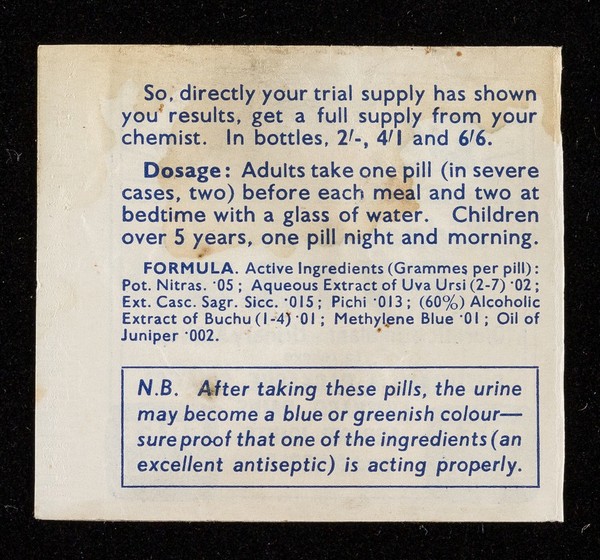 So, directly your trial supply has shown
you results, get a full supply from your
chemist. In bottles, 2/-, 4/1 and 6/6.
Dosage: Adults take one pill (in severe
cases, two) before each meal and two at
bedtime with a glass of water. Children
over 5 years, one pill night and morning.
FORMULA. Active Ingredients (Grammes per pill):
Pot. Nitras. ·05; Aqueous Extract of Uva Ursi (2-7) ·02;
Ext. Casc. Sagr. Sicc. ·015; Pichi ·013; (60%) Alcoholic
Extract of Buchu (1-4) ·01; Methylene Blue ·01; Oil of
Juniper ·002.
N.B. After taking these pills, the urine
may become a blue or greenish colour—
sure proof that one of the ingredients (an
excellent antiseptic) is acting properly.